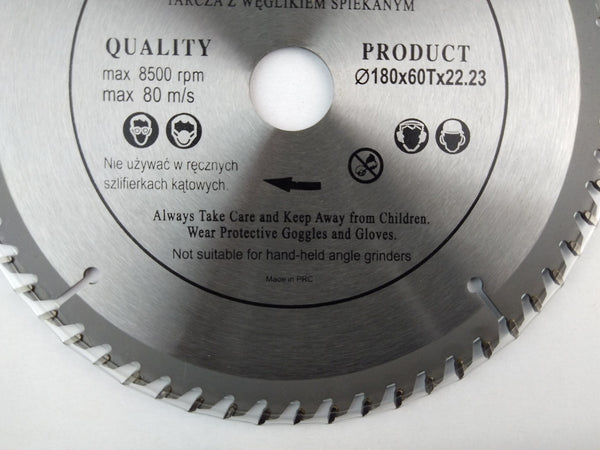 TARCZA Z WĘGLIKIEM SPIEKANYM
QUALITY
max 8500 rpm
max 80 m/s
PRODUCT
Ø180x60Tx22.23
Nie używać w ręcznych
szlifierkach kątowych.
Always Take Care and Keep Away from Children.
Wear Protective Goggles and Gloves.
Not suitable for hand-held angle grinders
Made in PRC